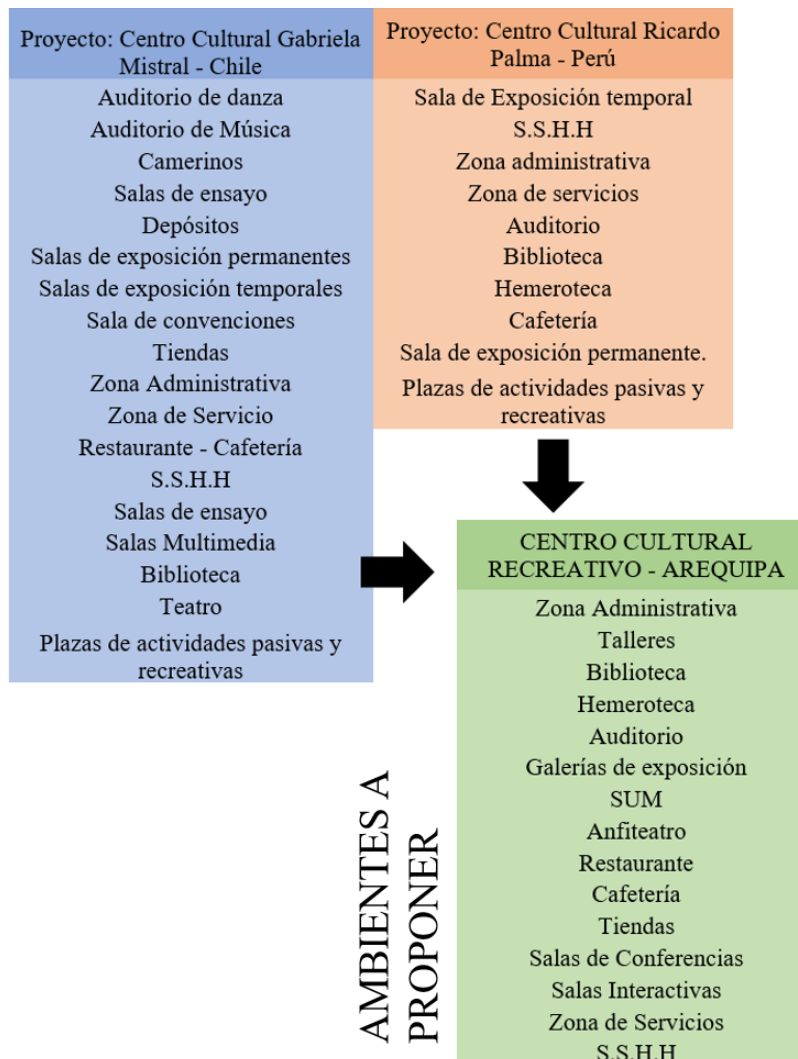 Proyecto: Centro Cultural Gabriela
Mistral - Chile
Auditorio de danza
Auditorio de Música
Camerinos
Salas de ensayo
Depósitos
Salas de exposición permanentes
Salas de exposición temporales
Sala de convenciones
Tiendas
Zona Administrativa
Zona de Servicio
Restaurante - Cafetería
S.S.H.H
Salas de ensayo
Salas Multimedia
Biblioteca
Teatro
Plazas de actividades pasivas y
recreativas
Proyecto: Centro Cultural Ricardo
Palma - Perú
Sala de Exposición temporal
S.S.H.H
Zona administrativa
Zona de servicios
Auditorio
Biblioteca
Hemeroteca
Cafetería
Sala de exposición permanente.
Plazas de actividades pasivas y
recreativas
AMBIENTES A
PROPONER
CENTRO CULTURAL
RECREATIVO - AREQUIPA
Zona Administrativa
Talleres
Biblioteca
Hemeroteca
Auditorio
Galerías de exposición
SUM
Anfiteatro
Restaurante
Cafetería
Tiendas
Salas de Conferencias
Salas Interactivas
Zona de Servicios
S.S.H.H